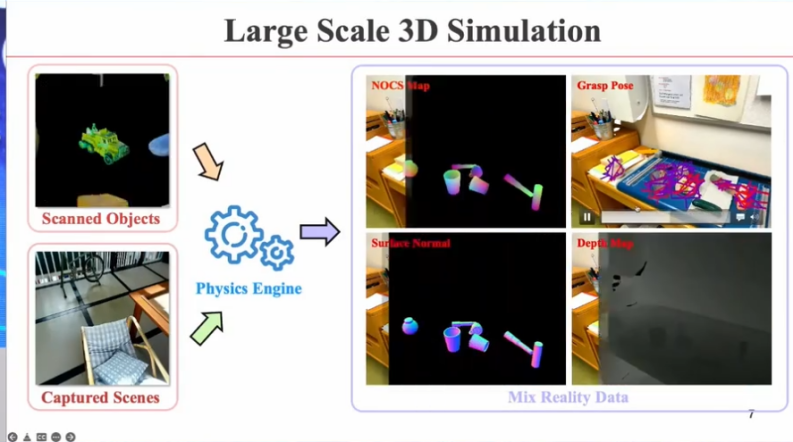 Large Scale 3D Simulation
NOCS Map
Grasp Pose
Scanned Objects
Physics Engine
Surface Normal
Depth Map
Captured Scenes
Mix Reality Data
7